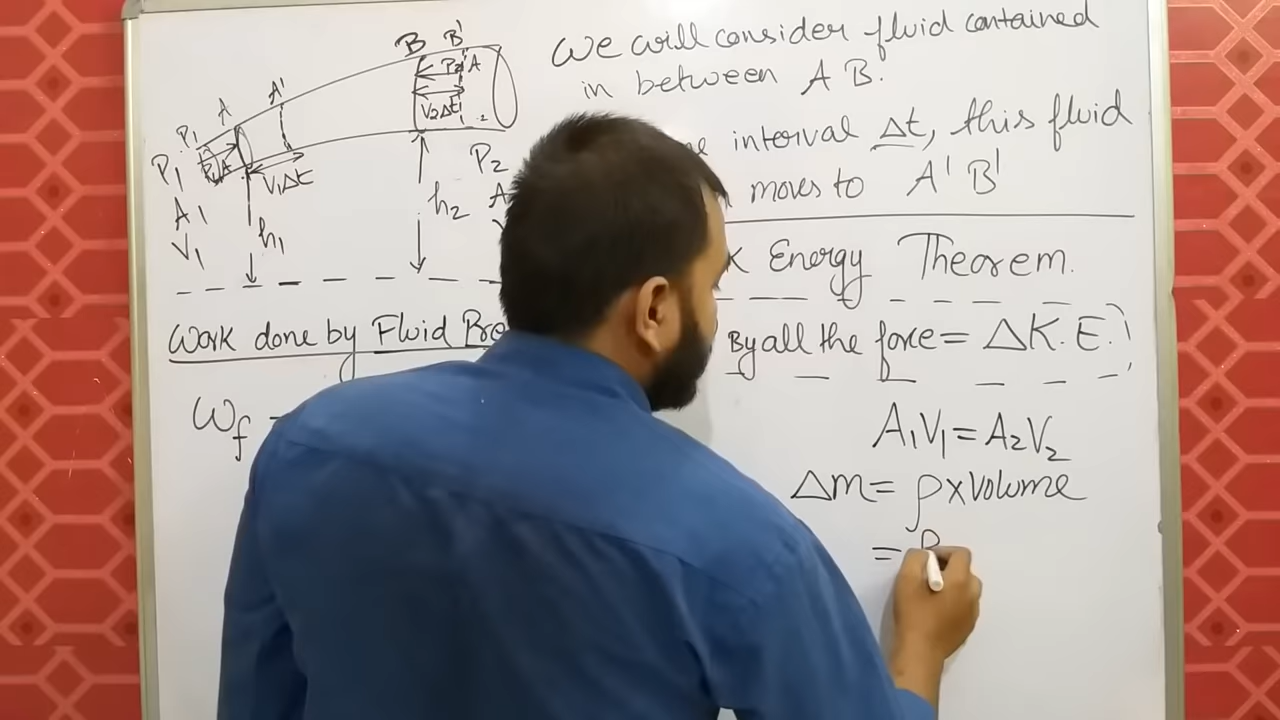 B B'
P2 A
V2Δt
A A'
P1
P1
V1Δt
A1
V1
h1
h2
P2
A
We will consider fluid contained
in between A B.
interval Δt, this fluid
moves to A' B'
K Energy Theorem.
Work done by Fluid
By all the force = ΔK.E.
Wf =
A1V1 = A2V2
Δm = ρ x Volume
=